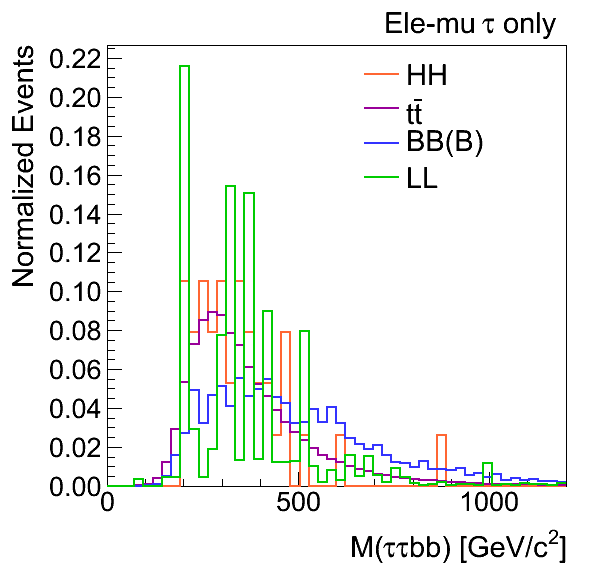 Ele-mu τ only
Normalized Events
0.22
0.20
0.18
0.16
0.14
0.12
0.10
0.08
0.06
0.04
0.02
0.00
HH
tt̄
BB(B)
LL
0 500 1000
M(ττbb) [GeV/c²]